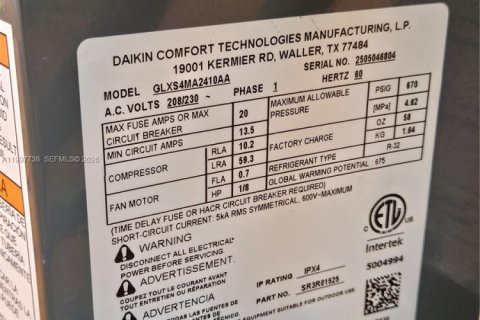 DAIKIN COMFORT TECHNOLOGIES MANUFACTURING, L.P.
19001 KERMIER RD, WALLER, TX 77484
MODEL GLXS4MA2410AA SERIAL NO. 2505046804
A.C. VOLTS 208/230 ~ PHASE 1 HERTZ 60
MAX FUSE AMPS OR MAX CIRCUIT BREAKER 20
MIN CIRCUIT AMPS 13.5
COMPRESSOR RLA 10.2
LRA 59.3
FAN MOTOR FLA 0.7
HP 1/8
MAXIMUM ALLOWABLE PRESSURE PSIG 670
[MPa] 4.62
FACTORY CHARGE OZ 58
KG 1.64
REFRIGERANT TYPE R-32
GLOBAL WARMING POTENTIAL: 675
(TIME DELAY FUSE OR HACR CIRCUIT BREAKER REQUIRED)
SHORT-CIRCUIT CURRENT: 5kA RMS SYMMETRICAL, 600V-MAXIMUM
WARNING
DISCONNECT ALL ELECTRICAL
POWER BEFORE SERVICING.
AVERTISSEMENT
COUPEZ TOUT LE COURANT
AVANT D'EFFECTUER
ADVERTENCIA
IP RATING IPX4
PART NO. SR3R01525
ETL
Intertek
5004994
A11997736 SEFMLS© 2025